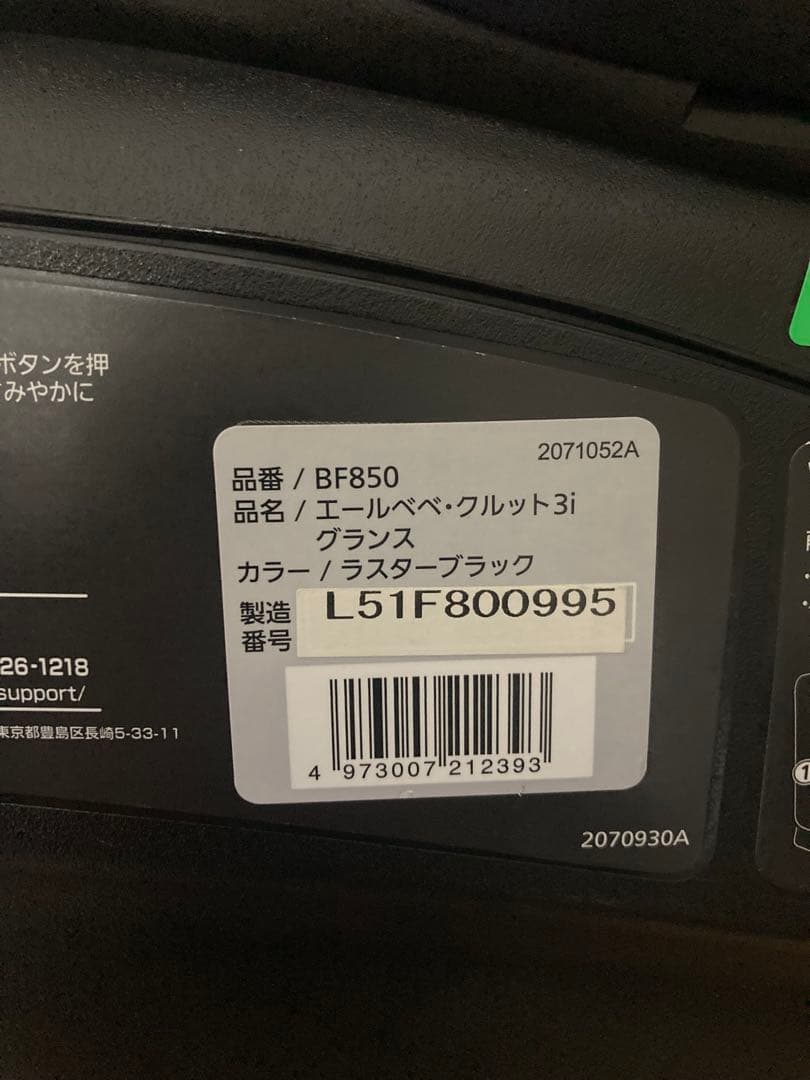 ボタンを押
みやかに
2071052A
品番 / BF850
品名 / エールベベ・クルット3i
グランス
カラー / ラスターブラック
製造番号 L51F800995
4 973007 212393
26-1218
support/
東京都豊島区長崎5-33-11
2070930A
1